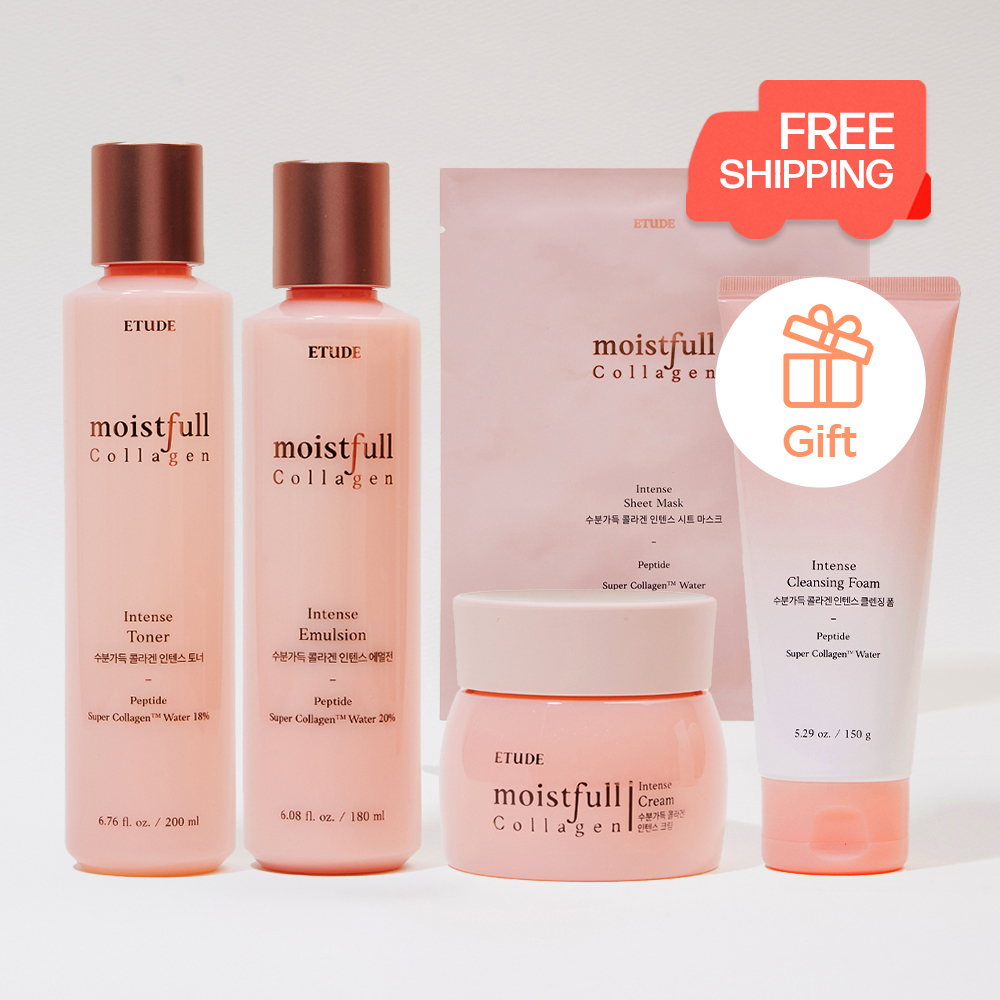 FREE
SHIPPING
Gift
ETUDE
moistfull
Collagen
Intense
Toner
수분가득 콜라겐 인텐스 토너
–
Peptide
Super Collagen™ Water 18%
6.76 fl. oz. / 200 ml
ETUDE
moistfull
Collagen
Intense
Emulsion
수분가득 콜라겐 인텐스 에멀전
–
Peptide
Super Collagen™ Water 20%
6.08 fl. oz. / 180 ml
ETUDE
moistfull
Collagen
Intense
Sheet Mask
수분가득 콜라겐 인텐스 시트 마스크
–
Peptide
Super Collagen™ Water
ETUDE
moistfull
Collagen
Intense
Cream
수분가득 콜라겐
인텐스 크림
Intense
Cleansing Foam
수분가득 콜라겐 인텐스 클렌징 폼
–
Peptide
Super Collagen™ Water
5.29 oz. / 150 g